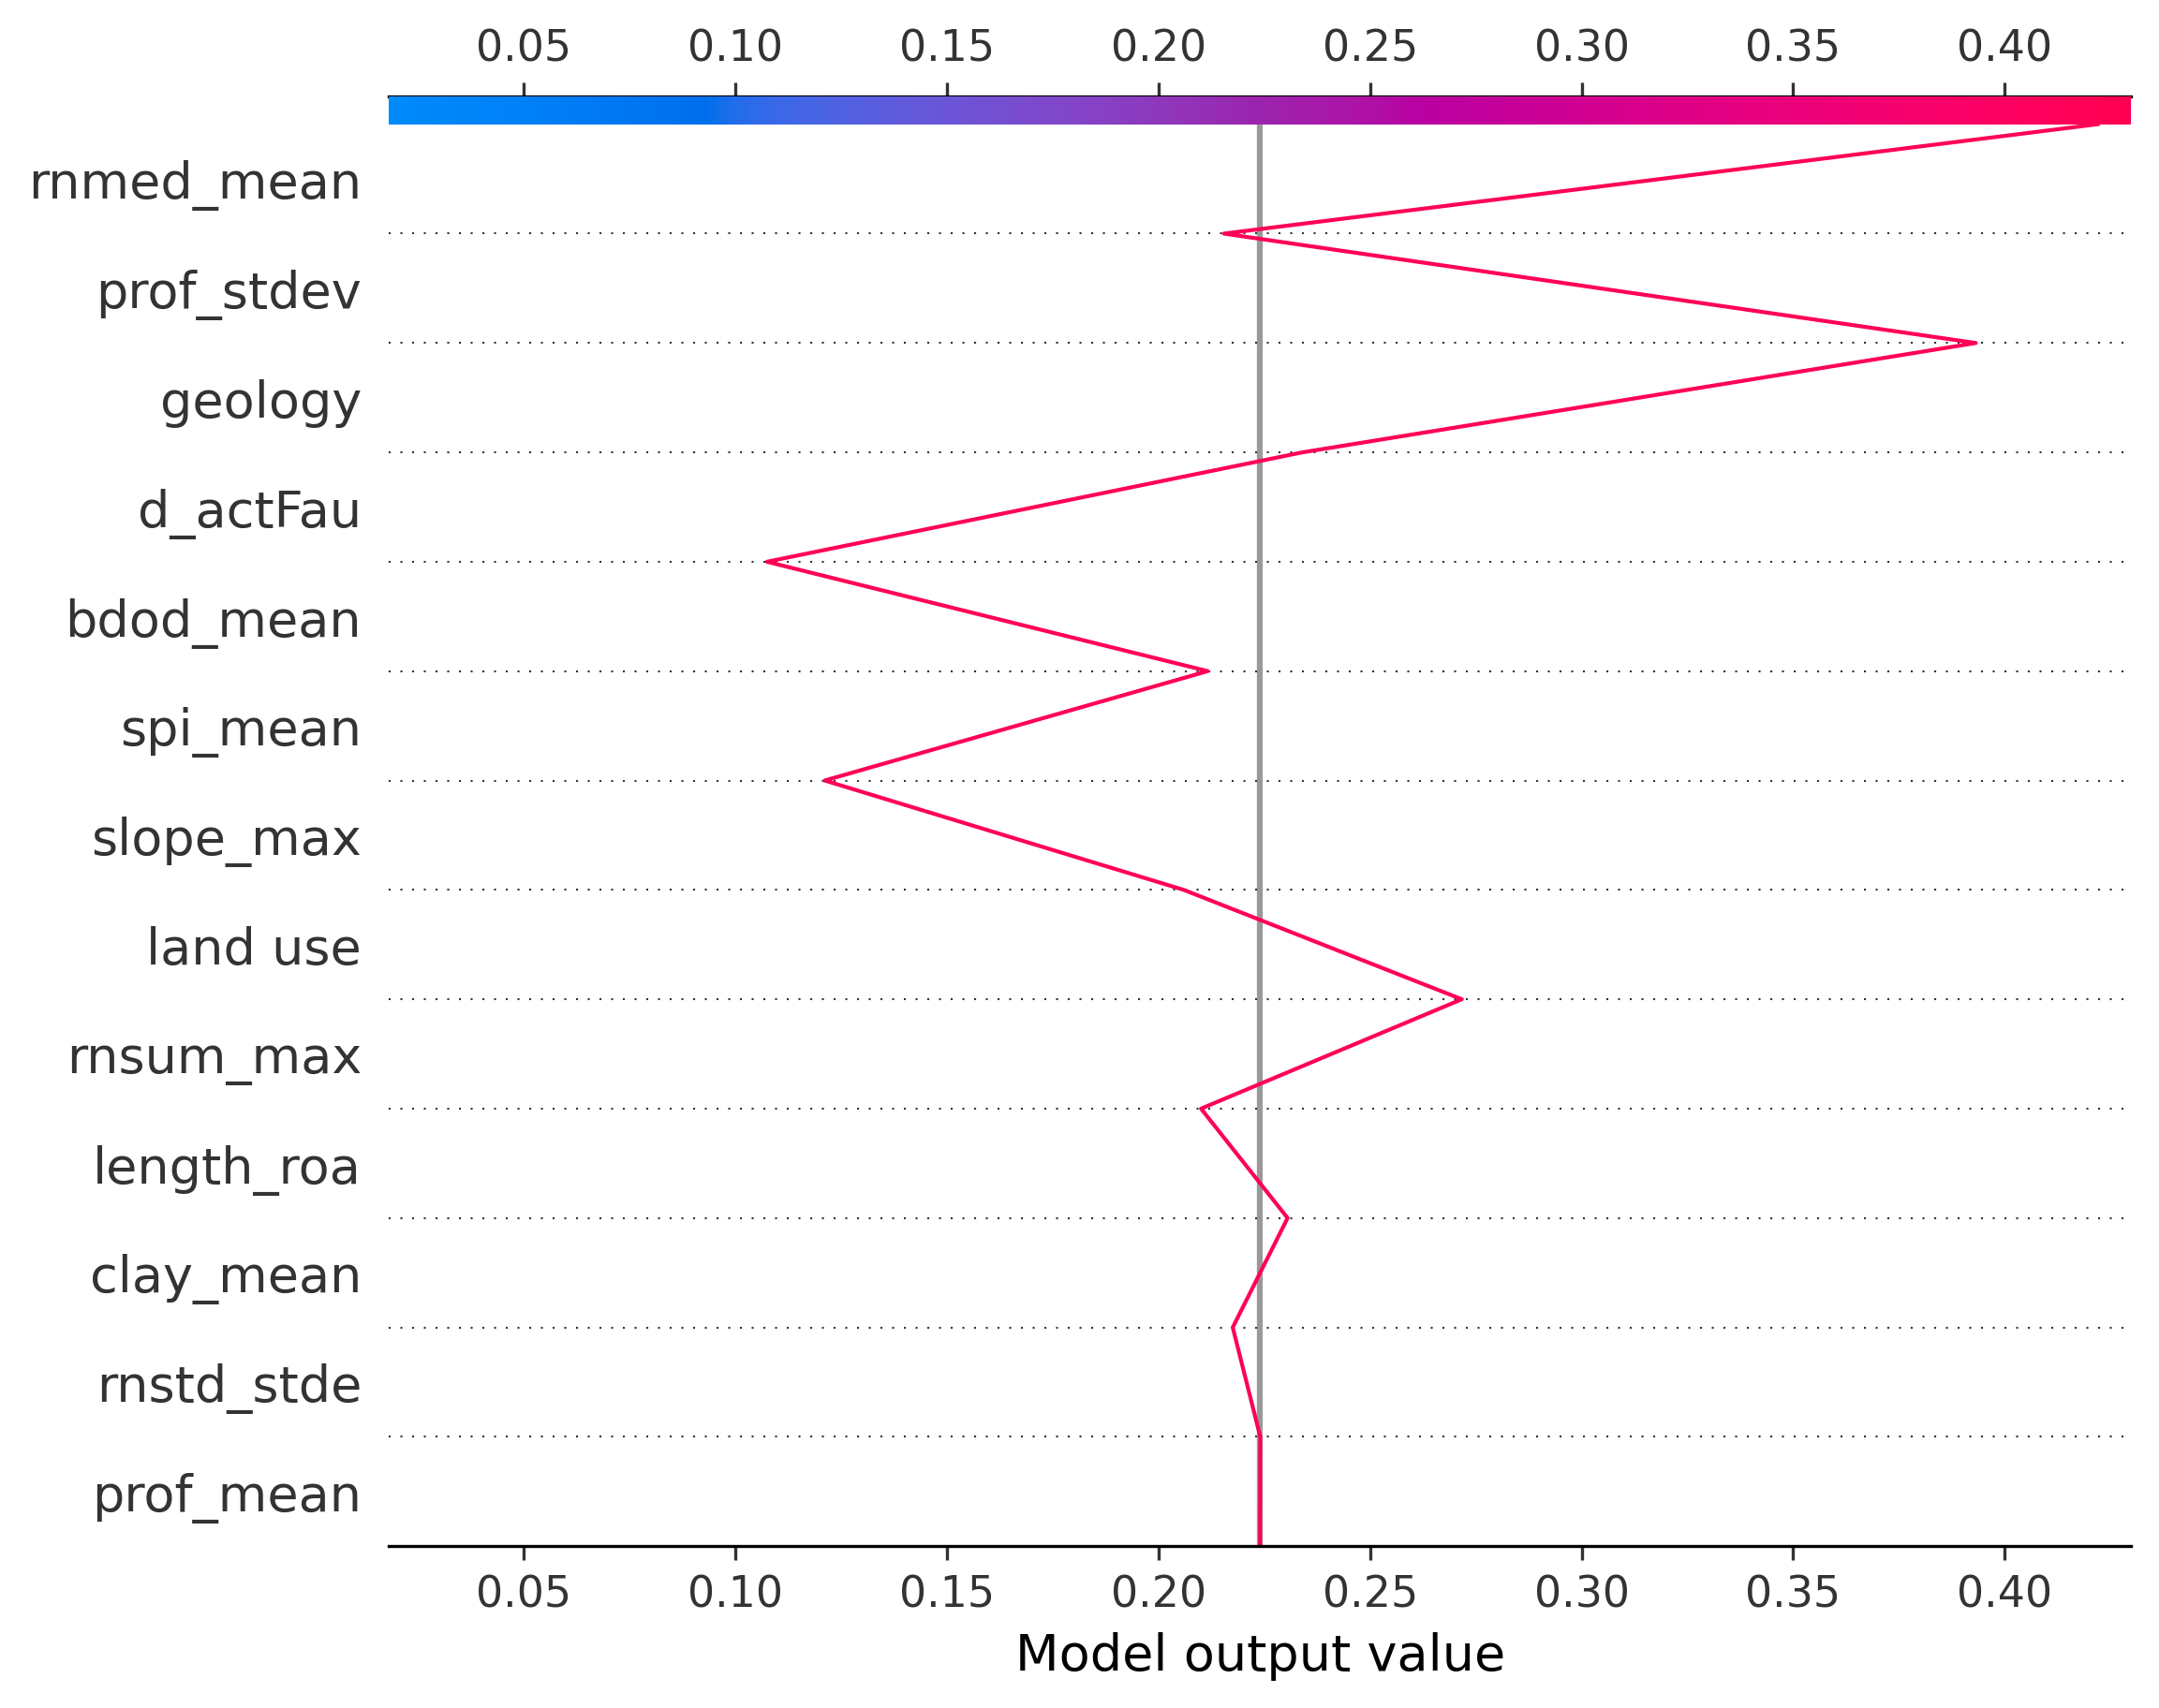 0.05 0.10 0.15 0.20 0.25 0.30 0.35 0.40
rnmed_mean
prof_stdev
geology
d_actFau
bdod_mean
spi_mean
slope_max
land use
rnsum_max
length_roa
clay_mean
rnstd_stde
prof_mean
0.05 0.10 0.15 0.20 0.25 0.30 0.35 0.40
Model output value